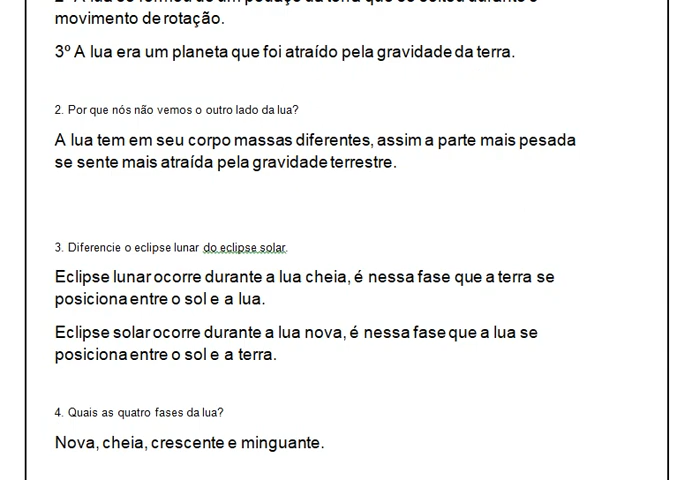 movimento de rotação.
3º A lua era um planeta que foi atraído pela gravidade da terra.
2. Por que nós não vemos o outro lado da lua?
A lua tem em seu corpo massas diferentes, assim a parte mais pesada
se sente mais atraída pela gravidade terrestre.
3. Diferencie o eclipse lunar do eclipse solar.
Eclipse lunar ocorre durante a lua cheia, é nessa fase que a terra se
posiciona entre o sol e a lua.
Eclipse solar ocorre durante a lua nova, é nessa fase que a lua se
posiciona entre o sol e a terra.
4. Quais as quatro fases da lua?
Nova, cheia, crescente e minguante.